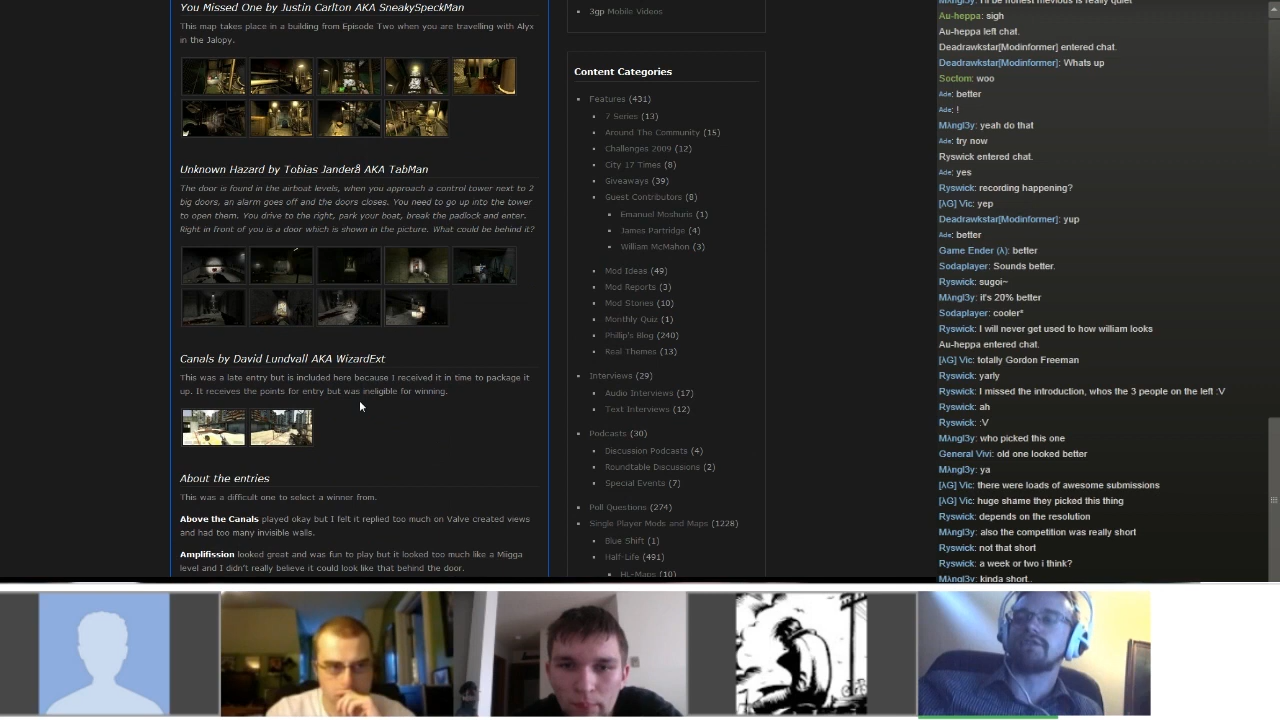 You Missed One by Justin Carlton AKA SneakySpeckMan
This map takes place in a building from Episode Two when you are travelling with Alyx
in the Jalopy.
Unknown Hazard by Tobias Janderå AKA TabMan
The door is found in the airboat levels, when you approach a control tower next to 2
big doors, an alarm goes off and the doors closes. You need to go up into the tower
to open them. You drive to the right, park your boat, break the padlock and enter.
Right in front of you is a door which is shown in the picture. What could be behind it?
Canals by David Lundvall AKA WizardExt
This was a late entry but is included here because I received it in time to package it
up. It receives the points for entry but was ineligible for winning.
About the entries
This was a difficult one to select a winner from.
Above the Canals played okay but I felt it replied too much on Valve created views
and had too many invisible walls.
Amplifission looked great and was fun to play but it looked too much like a Miigga
level and I didn't really believe it could look like that behind the door.
3gp Mobile Videos
Content Categories
Features (431)
7 Series (13)
Around The Community (15)
Challenges 2009 (12)
City 17 Times (8)
Giveaways (39)
Guest Contributors (8)
Emanuel Moshuris (1)
James Partridge (4)
William McMahon (3)
Mod Ideas (49)
Mod Reports (3)
Mod Stories (10)
Monthly Quiz (1)
Phillip's Blog (240)
Real Themes (13)
Interviews (29)
Audio Interviews (17)
Text Interviews (12)
Podcasts (30)
Discussion Podcasts (4)
Roundtable Discussions (2)
Special Events (7)
Poll Questions (274)
Single Player Mods and Maps (1228)
Blue Shift (1)
Half-Life (491)
HL-Maps (10)
Au-heppa: sigh
Au-heppa left chat.
Deadrawkstar[Modinformer] entered chat.
Deadrawkstar[Modinformer]: Whats up
Soclom: woo
Ade: better
Ade: !
Mλngl3y: yeah do that
Ade: try now
Ryswick entered chat.
Ade: yes
Ryswick: recording happening?
[λG] Vic: yep
Deadrawkstar[Modinformer]: yup
Ade: better
Game Ender (λ): better
Sodaplayer: Sounds better.
Ryswick: sugoi~
Mλngl3y: it's 20% better
Sodaplayer: cooler*
Ryswick: I will never get used to how william looks
Au-heppa entered chat.
[λG] Vic: totally Gordon Freeman
Ryswick: yarly
Ryswick: I missed the introduction, whos the 3 people on the left :V
Ryswick: ah
Ryswick: :V
Mλngl3y: who picked this one
General Vivi: old one looked better
Mλngl3y: ya
[λG] Vic: there were loads of awesome submissions
[λG] Vic: huge shame they picked this thing
Ryswick: depends on the resolution
Mλngl3y: also the competition was really short
Ryswick: not that short
Ryswick: a week or two i think?
Mλngl3y: kinda short..